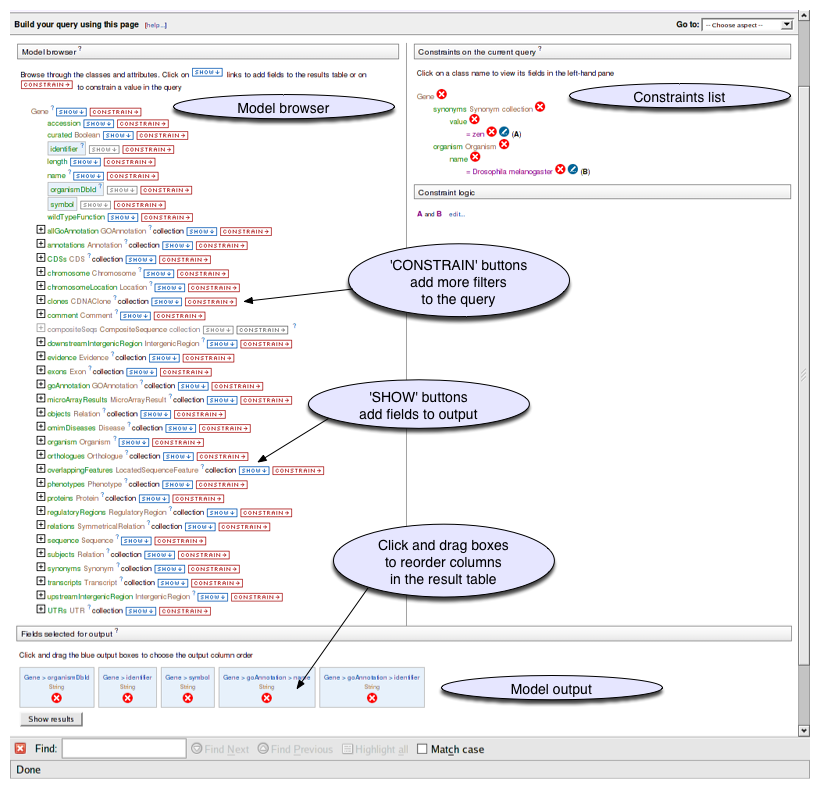 Build your query using this page [help...]
Go to: -- Choose aspect --
Model browser ?
Browse through the classes and attributes. Click on SHOW ↓ links to add fields to the results table or on
CONSTRAIN → to constrain a value in the query
Model browser
Gene ? SHOW ↓ CONSTRAIN →
accession SHOW ↓ CONSTRAIN →
curated Boolean SHOW ↓ CONSTRAIN →
identifier ? SHOW ↓ CONSTRAIN →
length SHOW ↓ CONSTRAIN →
name ? SHOW ↓ CONSTRAIN →
organismDbId ? SHOW ↓ CONSTRAIN →
symbol SHOW ↓ CONSTRAIN →
wildTypeFunction SHOW ↓ CONSTRAIN →
allGoAnnotation GOAnnotation ? collection SHOW ↓ CONSTRAIN →
annotations Annotation ? collection SHOW ↓ CONSTRAIN →
CDSs CDS ? collection SHOW ↓ CONSTRAIN →
chromosome Chromosome ? SHOW ↓ CONSTRAIN →
chromosomeLocation Location ? SHOW ↓ CONSTRAIN →
clones CDNAClone ? collection SHOW ↓ CONSTRAIN →
comment Comment ? SHOW ↓ CONSTRAIN →
compositeSeqs CompositeSequence collection SHOW ↓ CONSTRAIN → ?
downstreamIntergenicRegion IntergenicRegion ? SHOW ↓ CONSTRAIN →
evidence Evidence ? collection SHOW ↓ CONSTRAIN →
exons Exon ? collection SHOW ↓ CONSTRAIN →
goAnnotation GOAnnotation ? collection SHOW ↓ CONSTRAIN →
microArrayResults MicroArrayResult ? collection SHOW ↓ CONSTRAIN →
objects Relation ? collection SHOW ↓ CONSTRAIN →
omimDiseases Disease ? collection SHOW ↓ CONSTRAIN →
organism Organism ? SHOW ↓ CONSTRAIN →
orthologues Orthologue ? collection SHOW ↓ CONSTRAIN →
overlappingFeatures LocatedSequenceFeature ? collection SHOW ↓ CONSTRAIN →
phenotypes Phenotype ? collection SHOW ↓ CONSTRAIN →
proteins Protein ? collection SHOW ↓ CONSTRAIN →
regulatoryRegions RegulatoryRegion ? collection SHOW ↓ CONSTRAIN →
relations SymmetricalRelation ? collection SHOW ↓ CONSTRAIN →
sequence Sequence ? SHOW ↓ CONSTRAIN →
subjects Relation ? collection SHOW ↓ CONSTRAIN →
synonyms Synonym ? collection SHOW ↓ CONSTRAIN →
transcripts Transcript ? collection SHOW ↓ CONSTRAIN →
upstreamIntergenicRegion IntergenicRegion ? SHOW ↓ CONSTRAIN →
UTRs UTR ? collection SHOW ↓ CONSTRAIN →
Constraints on the current query ?
Click on a class name to view its fields in the left-hand pane
Constraints list
Gene
synonyms Synonym collection
value
= zen (A)
organism Organism
name
= Drosophila melanogaster (B)
Constraint logic
A and B edit...
'CONSTRAIN' buttons
add more filters
to the query
'SHOW' buttons
add fields to output
Click and drag boxes
to reorder columns
in the result table
Fields selected for output ?
Click and drag the blue output boxes to choose the output column order
Gene > organismDbId Gene > identifier Gene > symbol Gene > goAnnotation > name Gene > goAnnotation > identifier
String String String String String
Model output
Show results
Find: Find Next Find Previous Highlight all Match case
Done